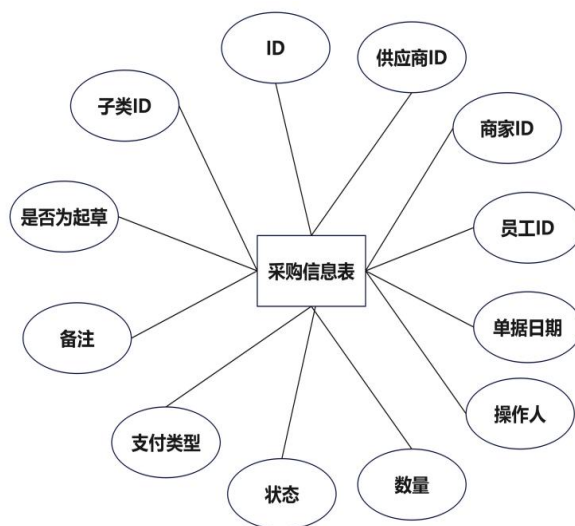 ID
供应商ID
子类ID
商家ID
是否为起草
员工ID
采购信息表
备注
单据日期
支付类型
操作人
状态
数量